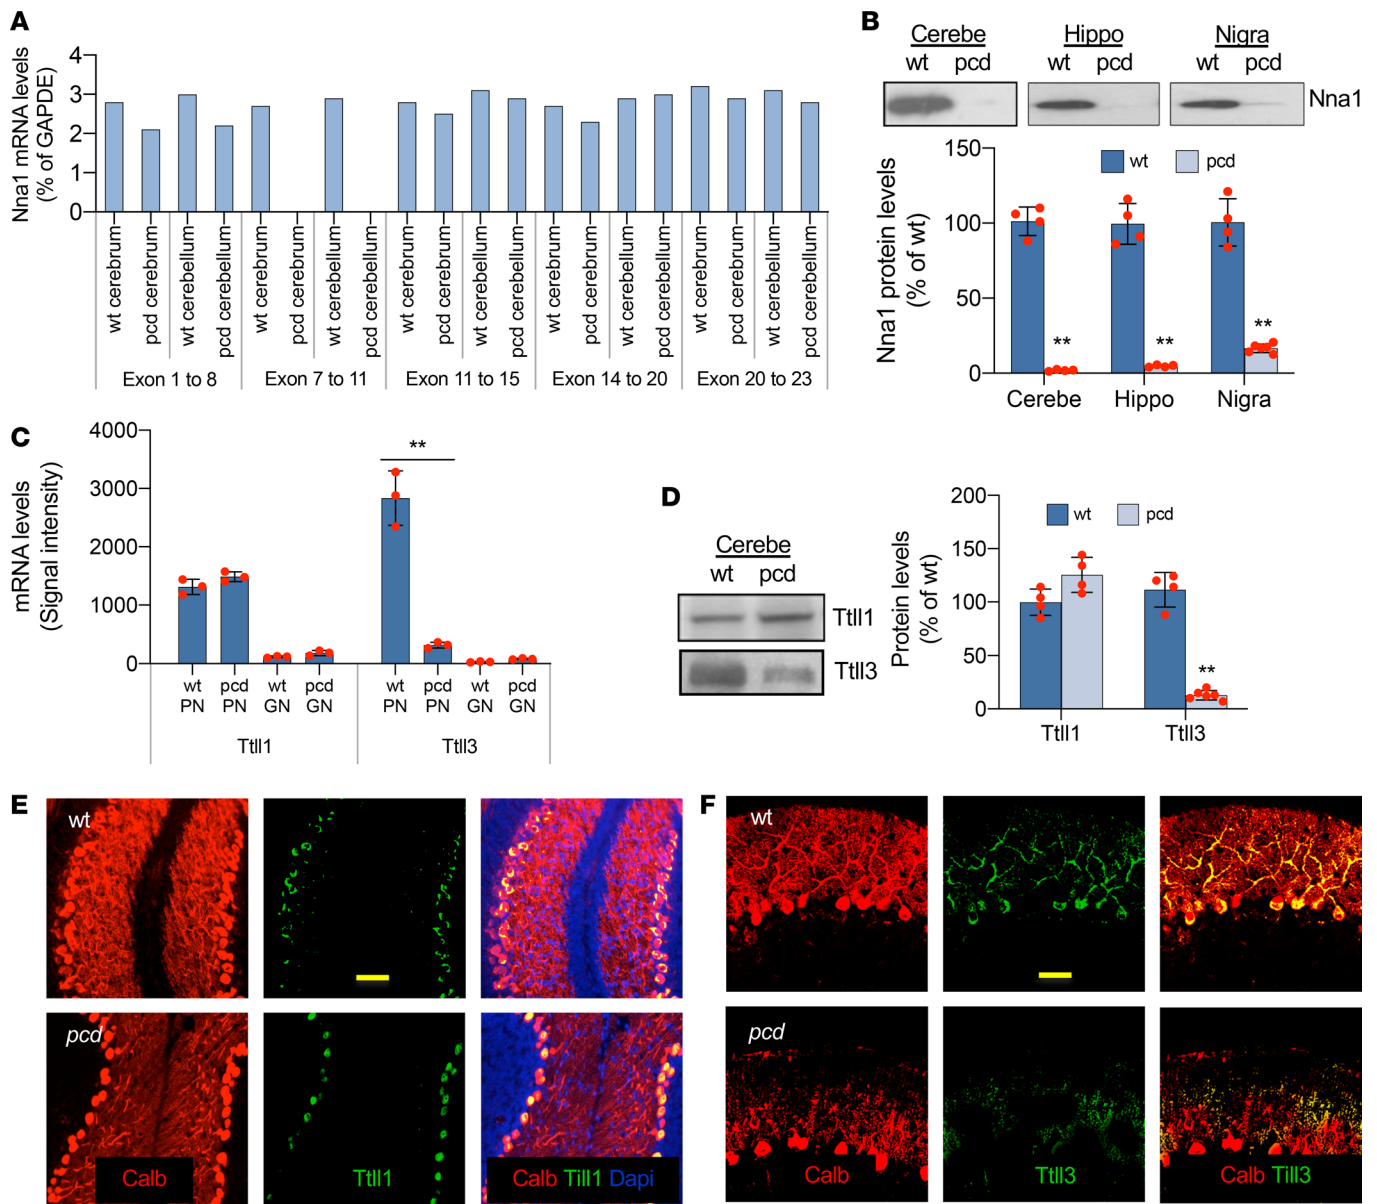 A
Nna1 mRNA levels
(% of GAPDE)
4
3
2
1
0
wt cerebrum
pcd cerebrum
wt cerebellum
pcd cerebellum
wt cerebrum
pcd cerebrum
wt cerebellum
pcd cerebellum
wt cerebrum
pcd cerebrum
wt cerebellum
pcd cerebellum
wt cerebrum
pcd cerebrum
wt cerebellum
pcd cerebellum
wt cerebrum
pcd cerebrum
wt cerebellum
pcd cerebellum
Exon 1 to 8
Exon 7 to 11
Exon 11 to 15
Exon 14 to 20
Exon 20 to 23
B
Cerebe Hippo Nigra
wt pcd wt pcd wt pcd
Nna1
Nna1 protein levels
(% of wt)
150
100
50
0
wt pcd
** ** **
Cerebe Hippo Nigra
C
mRNA levels
(Signal intensity)
4000
3000
2000
1000
0
**
wt pcd wt pcd wt pcd wt pcd
PN PN GN GN PN PN GN GN
Ttll1 Ttll3
D
Cerebe
wt pcd
Ttll1
Ttll3
Protein levels
(% of wt)
200
150
100
50
0
wt pcd
**
Ttll1 Ttll3
E
wt
pcd
Calb
Ttll1
Calb Till1 Dapi
F
wt
pcd
Calb
Ttll3
Calb Till3